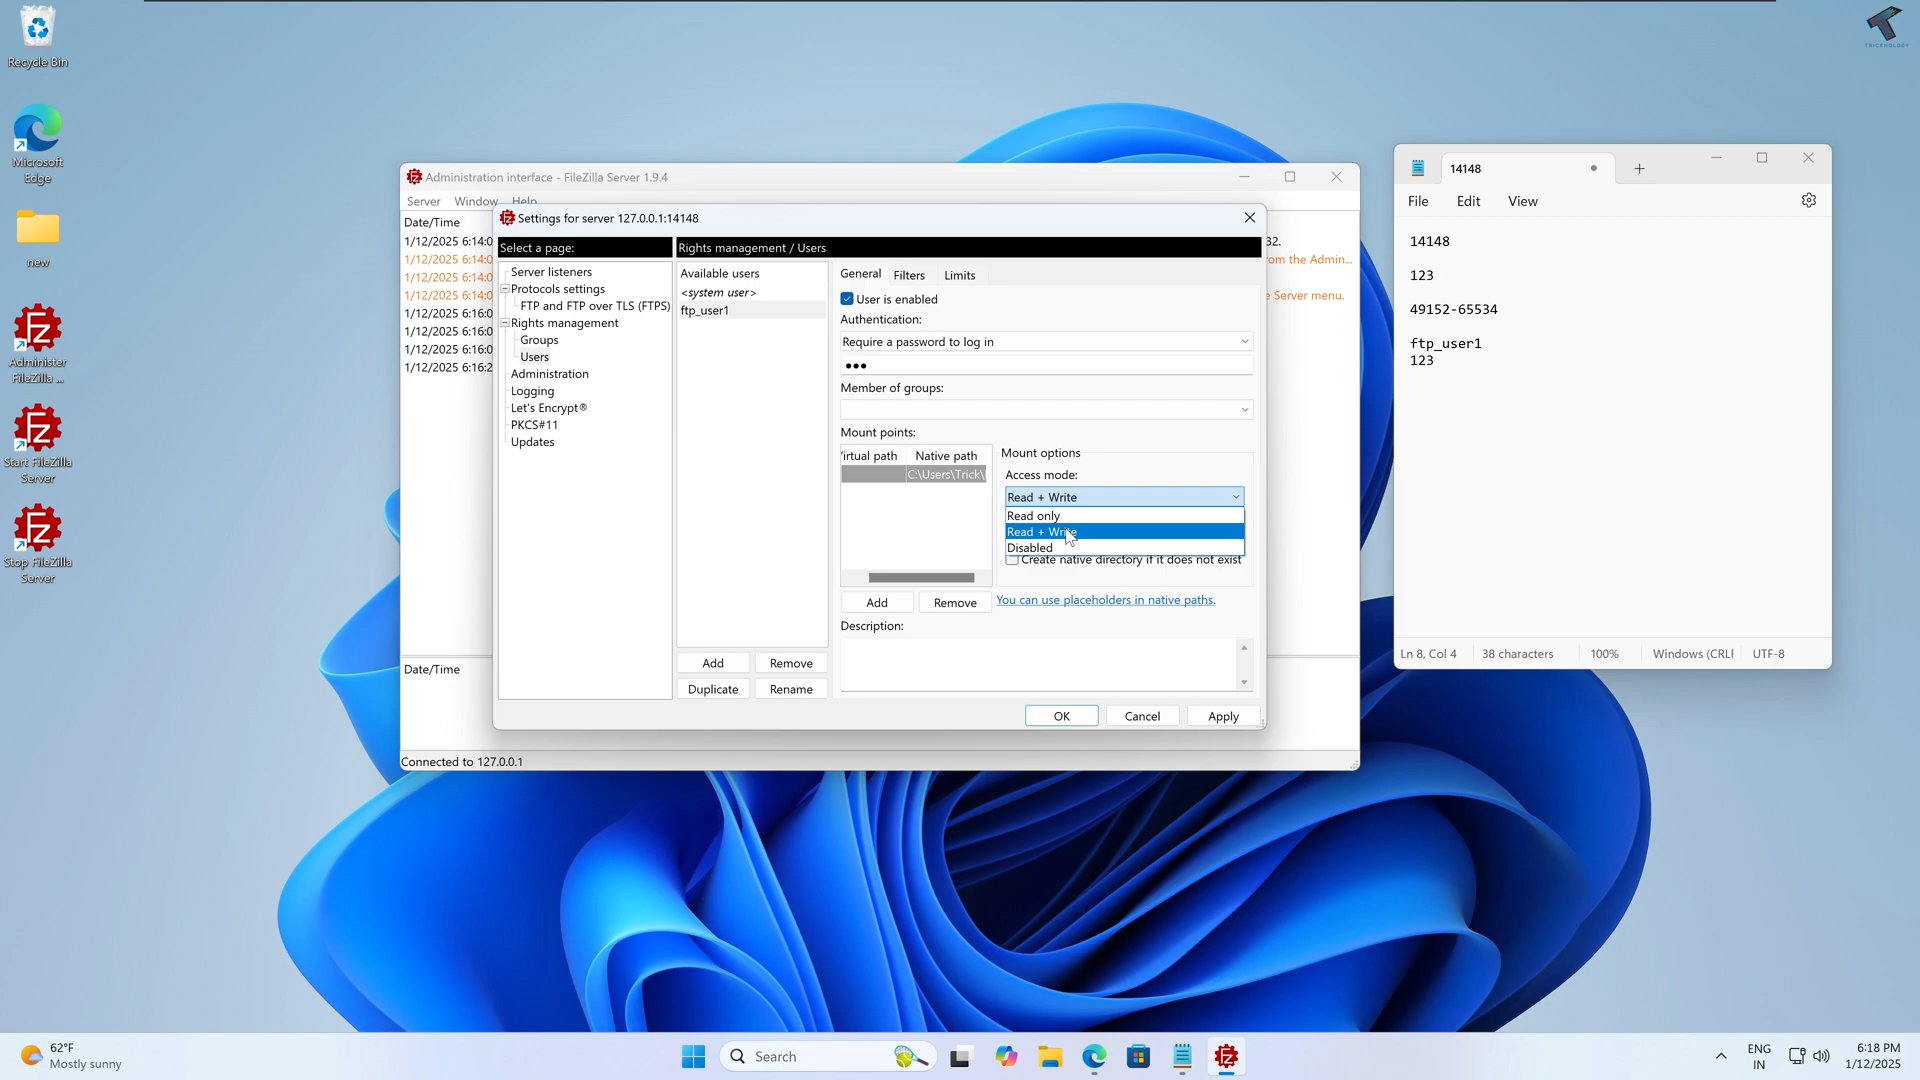 Recycle Bin
Microsoft
Edge
new
Administer
FileZilla ...
Start FileZilla
Server
Stop FileZilla
Server
TRICKNOLOGY
Administration interface - FileZilla Server 1.9.4
Server Window Help
Date/Time
1/12/2025 6:14:0
1/12/2025 6:14:0
1/12/2025 6:14:0
1/12/2025 6:14:0
1/12/2025 6:16:0
1/12/2025 6:16:0
1/12/2025 6:16:0
1/12/2025 6:16:2
32.
om the Admin...
e Server menu.
Date/Time
Connected to 127.0.0.1
Settings for server 127.0.0.1:14148
Select a page:
Server listeners
Protocols settings
FTP and FTP over TLS (FTPS)
Rights management
Groups
Users
Administration
Logging
Let's Encrypt®
PKCS#11
Updates
Rights management / Users
Available users
<system user>
ftp_user1
Add Remove
Duplicate Rename
General Filters Limits
User is enabled
Authentication:
Require a password to log in
•••
Member of groups:
Mount points:
irtual path Native path
C:\Users\Trick\
Add Remove
Mount options
Access mode:
Read + Write
Read only
Read + Write
Disabled
Create native directory if it does not exist
You can use placeholders in native paths.
Description:
OK Cancel Apply
14148
File Edit View
14148
123
49152-65534
ftp_user1
123
Ln 8, Col 4 38 characters 100% Windows (CRLF UTF-8
62°F
Mostly sunny
Search
ENG
IN
6:18 PM
1/12/2025